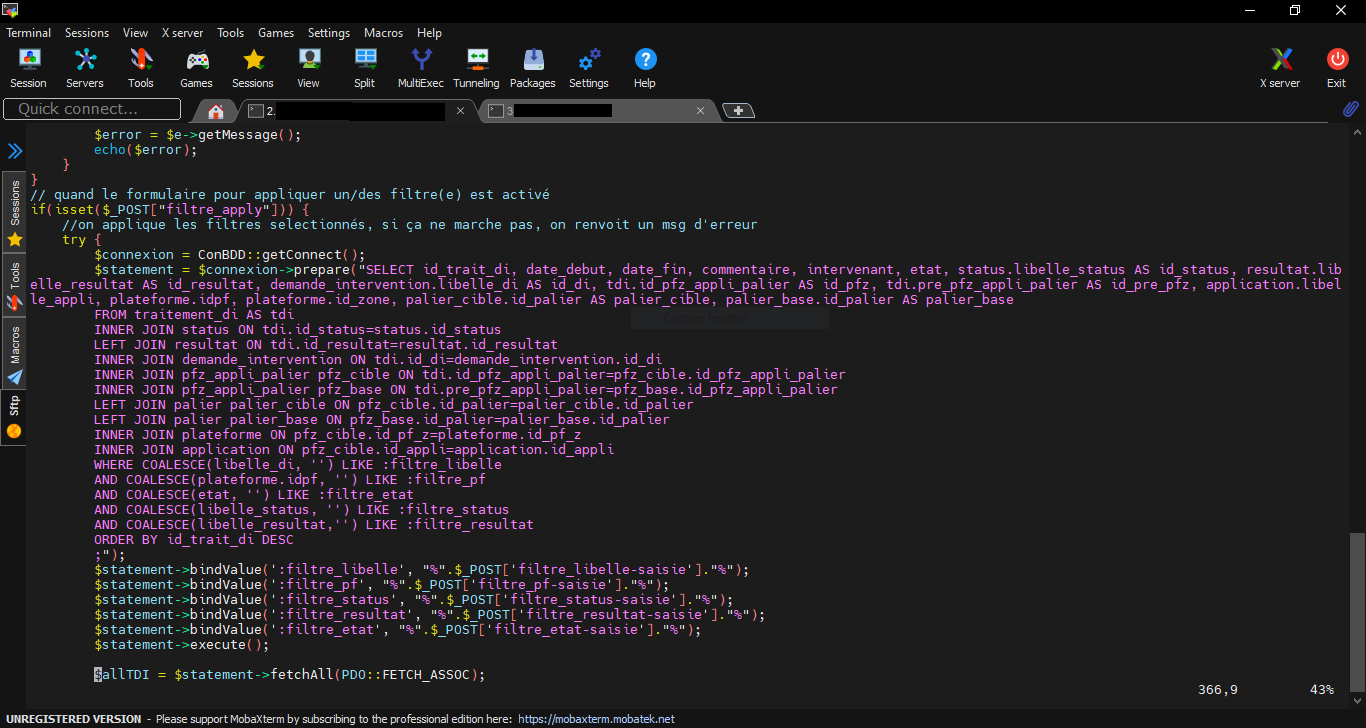 Terminal Sessions View X server Tools Games Settings Macros Help
Session Servers Tools Games Sessions View Split MultiExec Tunneling Packages Settings Help X server Exit
Quick connect... 2. 3
Sessions
Tools
Macros
Sftp
$error = $e->getMessage();
echo($error);
}
}
// quand le formulaire pour appliquer un/des filtre(e) est activé
if(isset($_POST["filtre_apply"])) {
//on applique les filtres selectionnés, si ça ne marche pas, on renvoit un msg d'erreur
try {
$connexion = ConBDD::getConnect();
$statement = $connexion->prepare("SELECT id_trait_di, date_debut, date_fin, commentaire, intervenant, etat, status.libelle_status AS id_status, resultat.lib
elle_resultat AS id_resultat, demande_intervention.libelle_di AS id_di, tdi.id_pfz_appli_palier AS id_pfz, tdi.pre_pfz_appli_palier AS id_pre_pfz, application.libel
le_appli, plateforme.idpf, plateforme.id_zone, palier_cible.id_palier AS palier_cible, palier_base.id_palier AS palier_base
FROM traitement_di AS tdi
Capture Fenêtre
INNER JOIN status ON tdi.id_status=status.id_status
LEFT JOIN resultat ON tdi.id_resultat=resultat.id_resultat
INNER JOIN demande_intervention ON tdi.id_di=demande_intervention.id_di
INNER JOIN pfz_appli_palier pfz_cible ON tdi.id_pfz_appli_palier=pfz_cible.id_pfz_appli_palier
INNER JOIN pfz_appli_palier pfz_base ON tdi.pre_pfz_appli_palier=pfz_base.id_pfz_appli_palier
LEFT JOIN palier palier_cible ON pfz_cible.id_palier=palier_cible.id_palier
LEFT JOIN palier palier_base ON pfz_base.id_palier=palier_base.id_palier
INNER JOIN plateforme ON pfz_cible.id_pf_z=plateforme.id_pf_z
INNER JOIN application ON pfz_cible.id_appli=application.id_appli
WHERE COALESCE(libelle_di, '') LIKE :filtre_libelle
AND COALESCE(plateforme.idpf, '') LIKE :filtre_pf
AND COALESCE(etat, '') LIKE :filtre_etat
AND COALESCE(libelle_status, '') LIKE :filtre_status
AND COALESCE(libelle_resultat,'') LIKE :filtre_resultat
ORDER BY id_trait_di DESC
;");
$statement->bindValue(':filtre_libelle', "%".$_POST['filtre_libelle-saisie']."%");
$statement->bindValue(':filtre_pf', "%".$_POST['filtre_pf-saisie']."%");
$statement->bindValue(':filtre_status', "%".$_POST['filtre_status-saisie']."%");
$statement->bindValue(':filtre_resultat', "%".$_POST['filtre_resultat-saisie']."%");
$statement->bindValue(':filtre_etat', "%".$_POST['filtre_etat-saisie']."%");
$statement->execute();
$allTDI = $statement->fetchAll(PDO::FETCH_ASSOC);
366,9 43%
UNREGISTERED VERSION - Please support MobaXterm by subscribing to the professional edition here: https://mobaxterm.mobatek.net